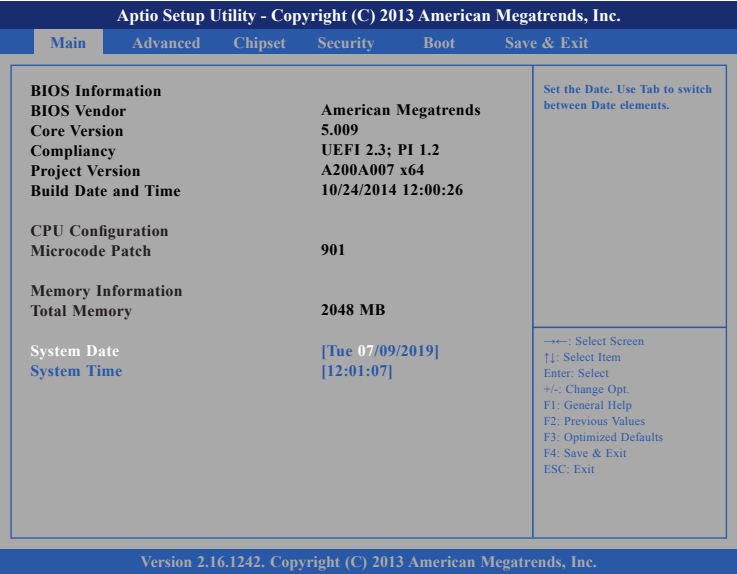 Aptio Setup Utility - Copyright (C) 2013 American Megatrends, Inc.
Main Advanced Chipset Security Boot Save & Exit
BIOS Information
BIOS Vendor American Megatrends
Core Version 5.009
Compliancy UEFI 2.3; PI 1.2
Project Version A200A007 x64
Build Date and Time 10/24/2014 12:00:26
CPU Configuration
Microcode Patch 901
Memory Information
Total Memory 2048 MB
System Date [Tue 07/09/2019]
System Time [12:01:07]
Set the Date. Use Tab to switch
between Date elements.
→←: Select Screen
↑↓: Select Item
Enter: Select
+/-: Change Opt.
F1: General Help
F2: Previous Values
F3: Optimized Defaults
F4: Save & Exit
ESC: Exit
Version 2.16.1242. Copyright (C) 2013 American Megatrends, Inc.